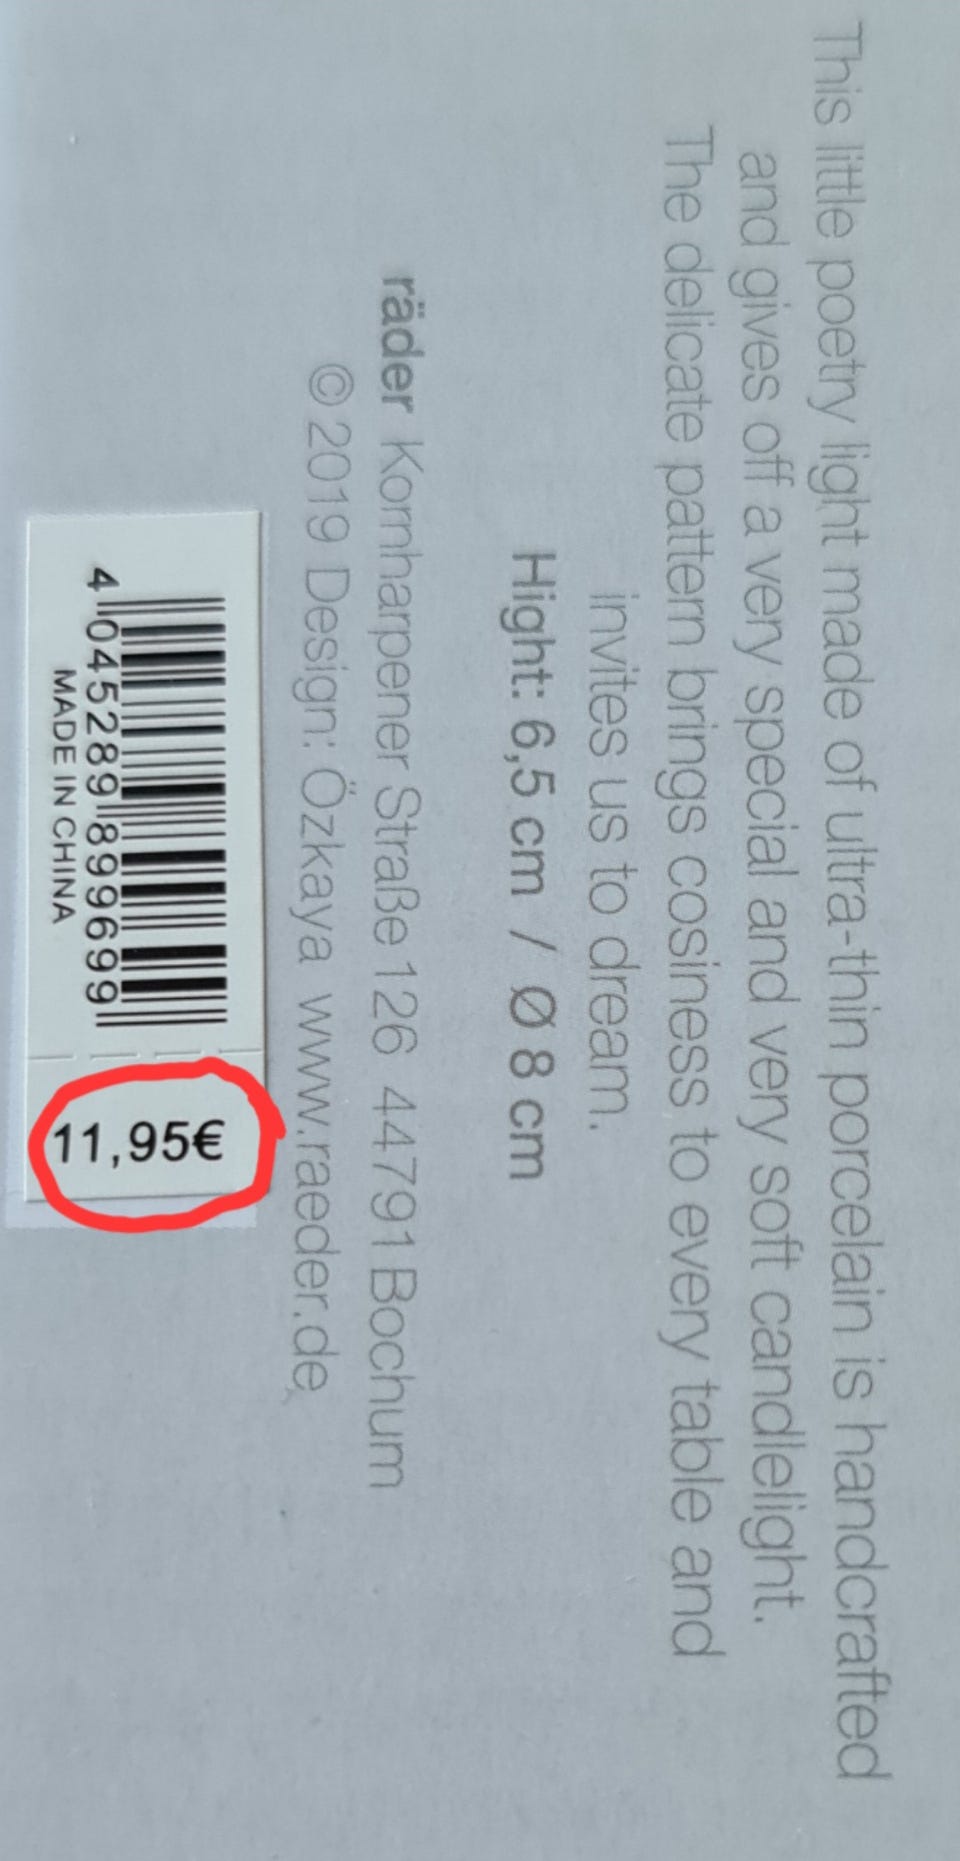 This little poetry light made of ultra-thin porcelain is handcrafted
and gives off a very special and very soft candlelight.
The delicate pattern brings cosiness to every table and
invites us to dream.
Hight: 6,5 cm / Ø 8 cm
räder Kornharpener Straße 126 44791 Bochum
© 2019 Design: Özkaya www.raeder.de
4 045289 899699
MADE IN CHINA
11,95€